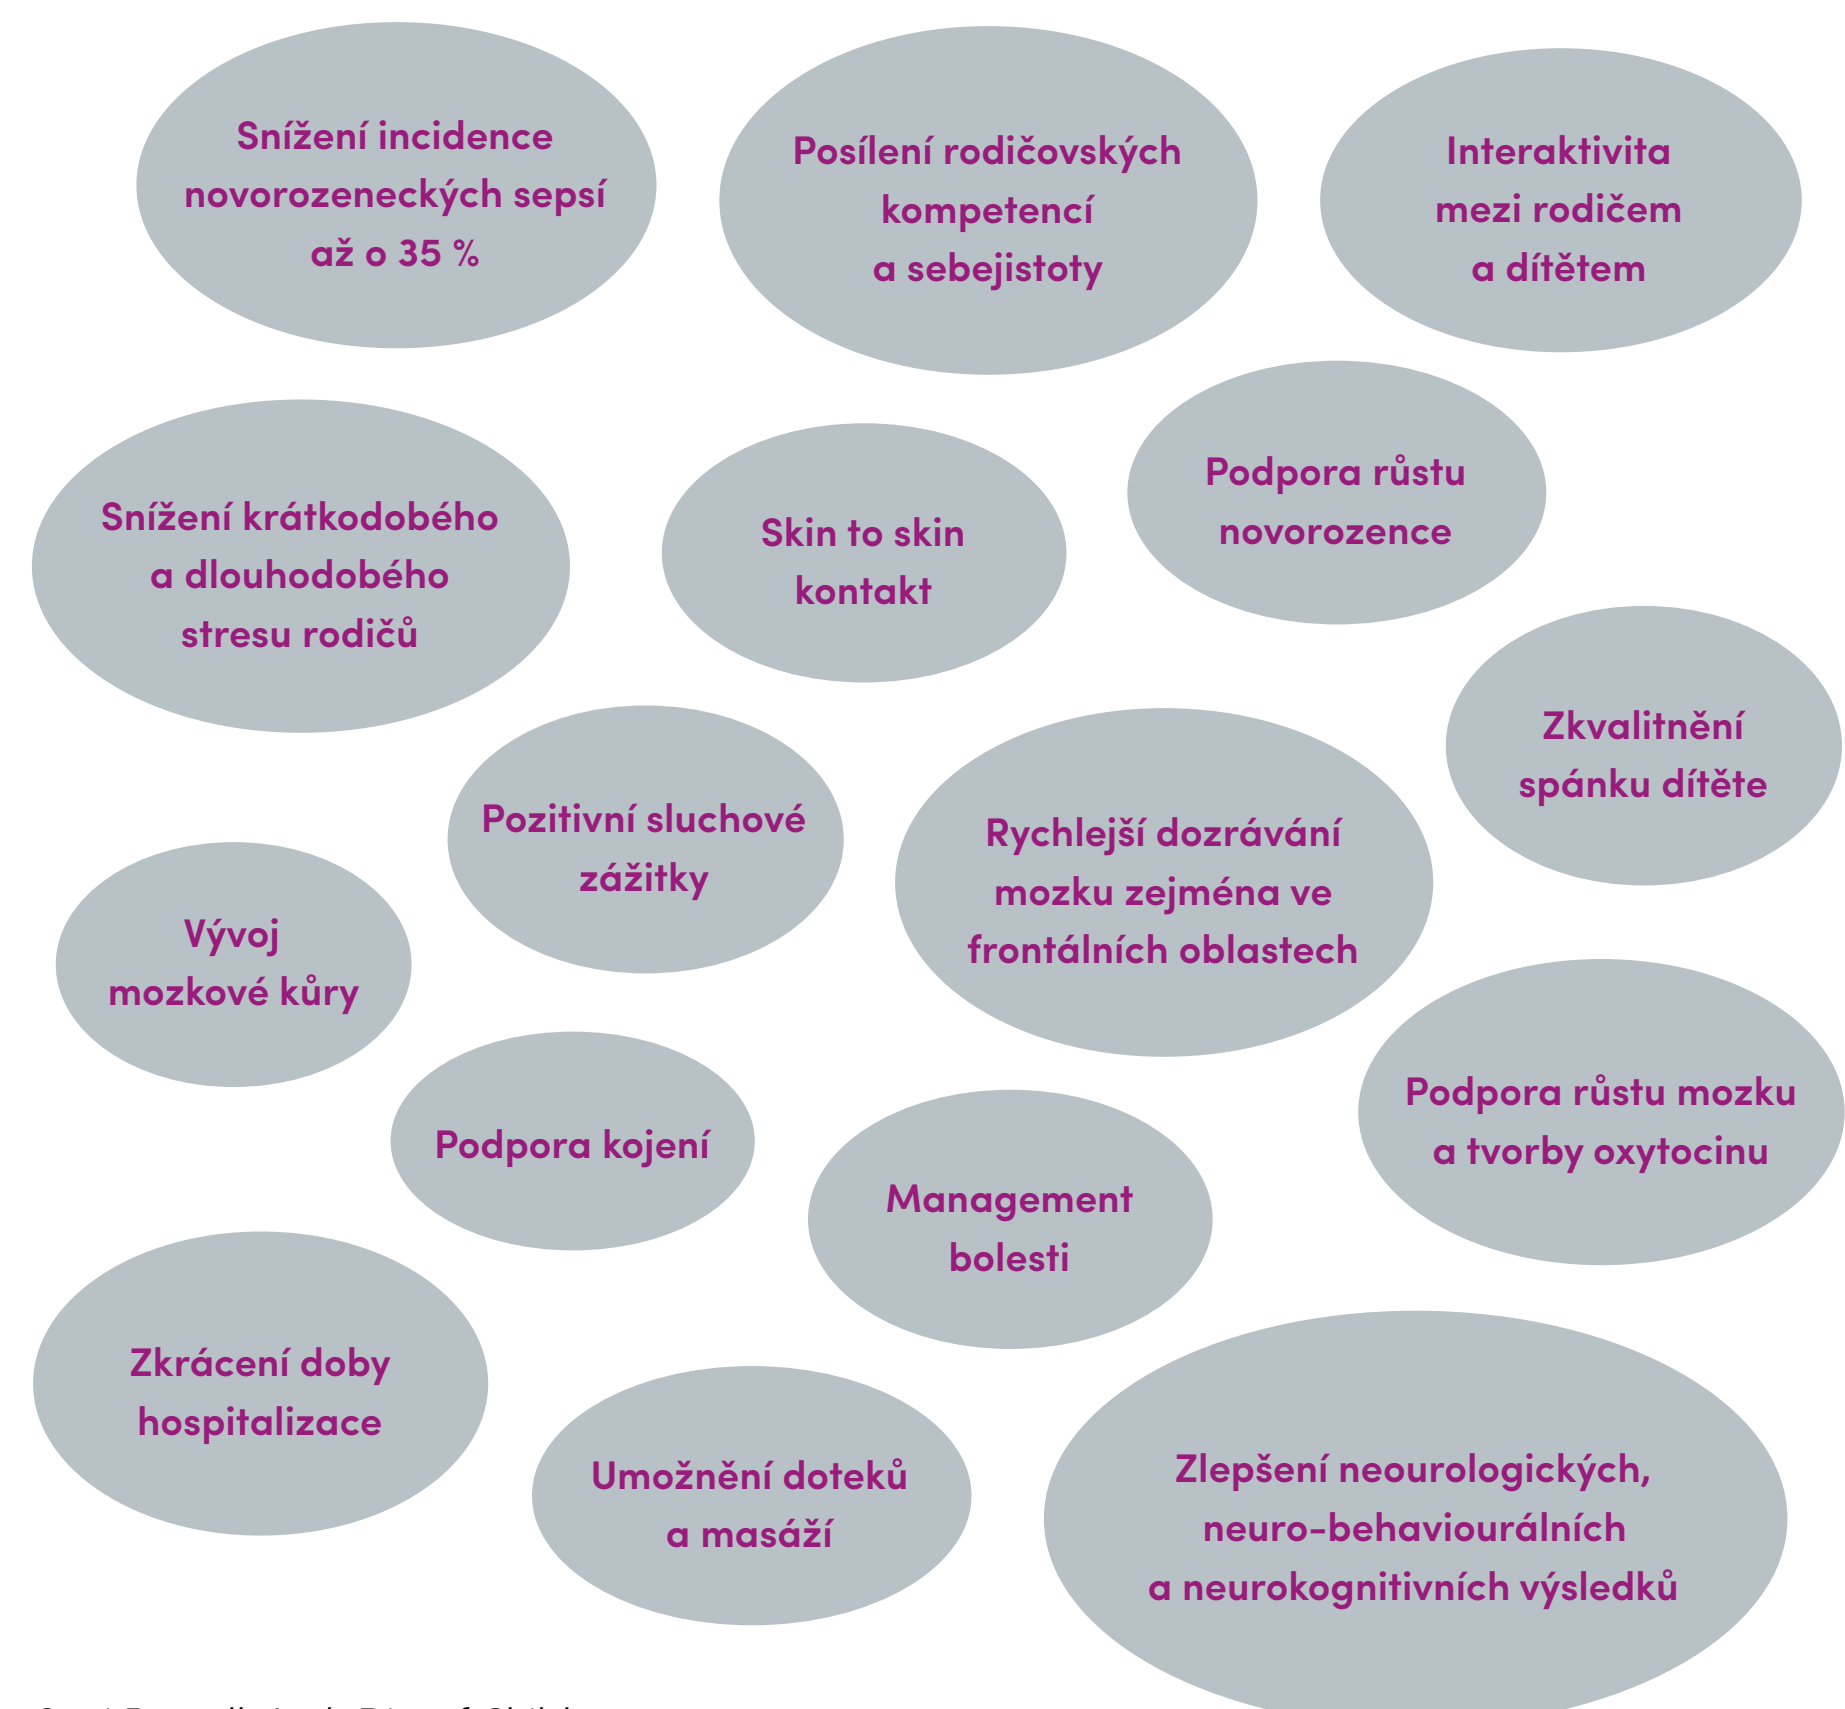 Snížení incidence
novorozeneckých sepsí
až o 35 %
Posílení rodičovských
kompetencí
a sebejistoty
Interaktivita
mezi rodičem
a dítětem
Snížení krátkodobého
a dlouhodobého
stresu rodičů
Skin to skin
kontakt
Podpora růstu
novorozence
Zkvalitnění
spánku dítěte
Pozitivní sluchové
zážitky
Rychlejší dozrávání
mozku zejména ve
frontálních oblastech
Vývoj
mozkové kůry
Podpora kojení
Management
bolesti
Podpora růstu mozku
a tvorby oxytocinu
Zkrácení doby
hospitalizace
Umožnění doteků
a masáží
Zlepšení neourologických,
neuro-behaviourálních
a neurokognitivních výsledků